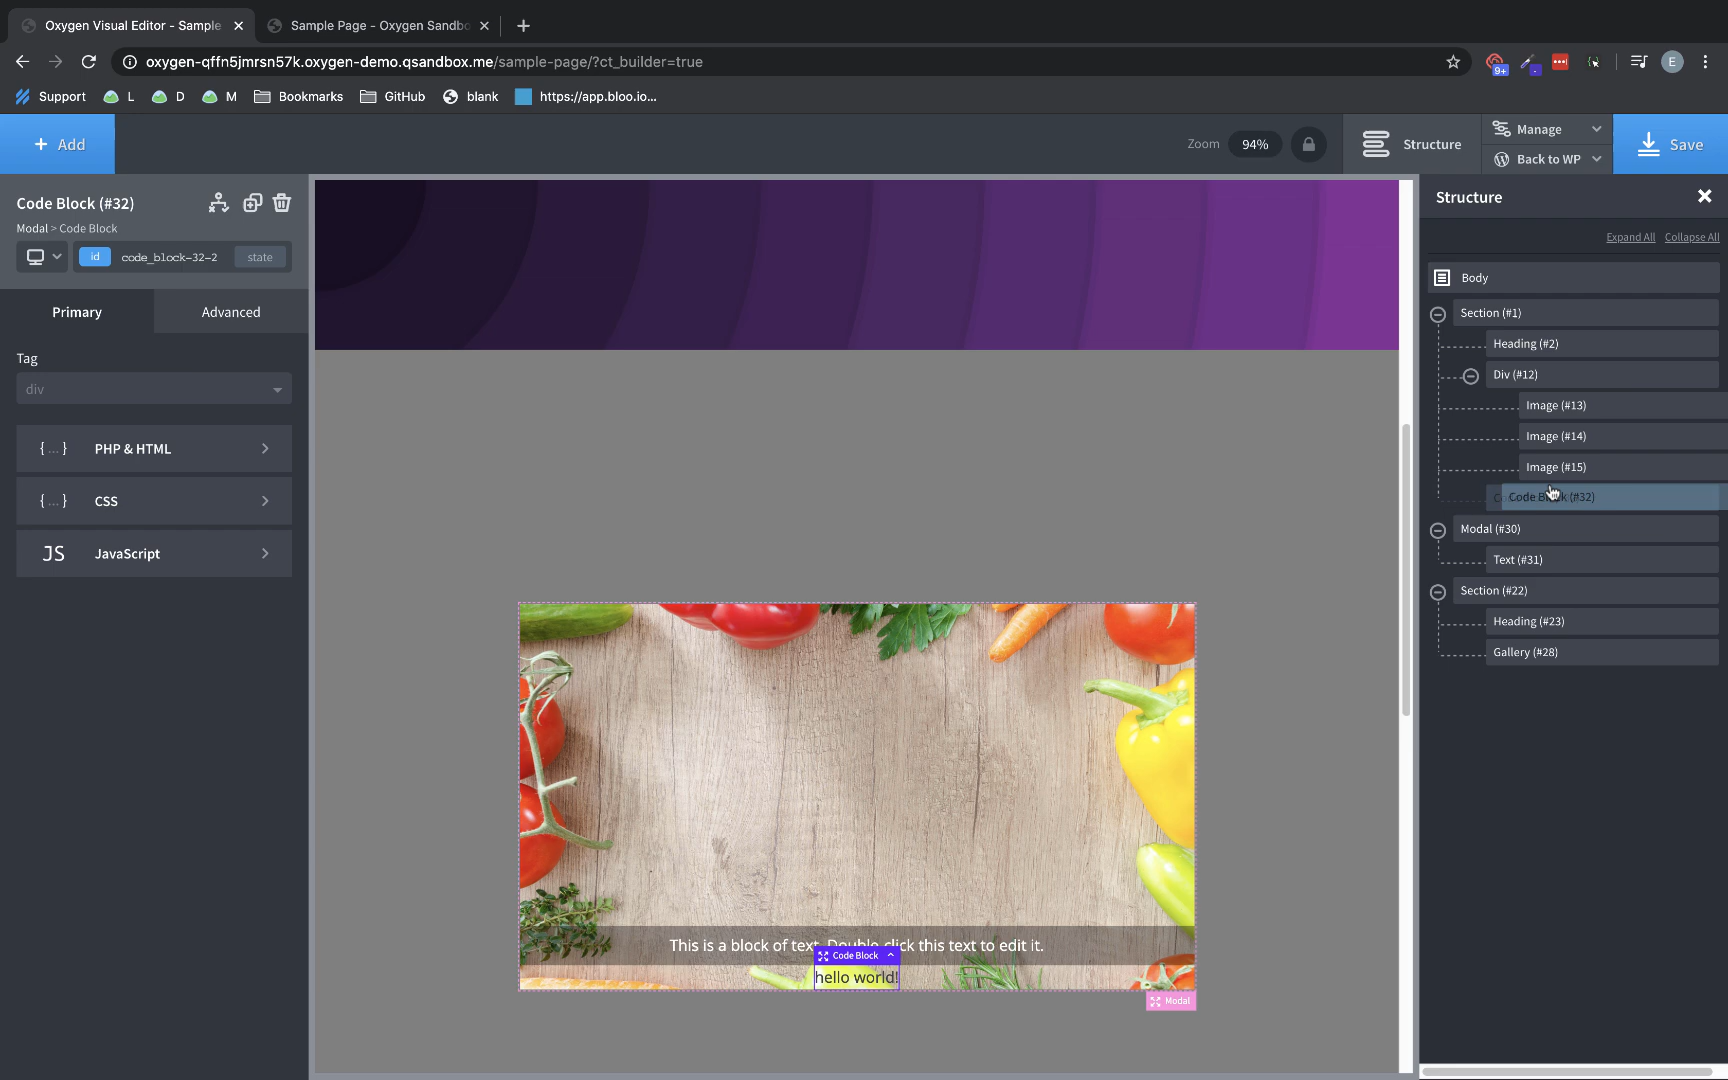 Oxygen Visual Editor - Sample
Sample Page - Oxygen Sandbo
oxygen-qffn5jmrsn57k.oxygen-demo.qsandbox.me/sample-page/?ct_builder=true
9+
E
Support
L
D
M
Bookmarks
GitHub
blank
https://app.bloo.io...
+ Add
Zoom
94%
Structure
Manage
Back to WP
Save
Code Block (#32)
Modal > Code Block
id
code_block-32-2
state
Primary
Advanced
Tag
div
{ ... } PHP & HTML
{ ... } CSS
JS JavaScript
This is a block of text. Double-click this text to edit it.
Code Block
hello world!
Modal
Structure
Expand All
Collapse All
Body
Section (#1)
Heading (#2)
Div (#12)
Image (#13)
Image (#14)
Image (#15)
Code Block (#32)
Modal (#30)
Text (#31)
Section (#22)
Heading (#23)
Gallery (#28)